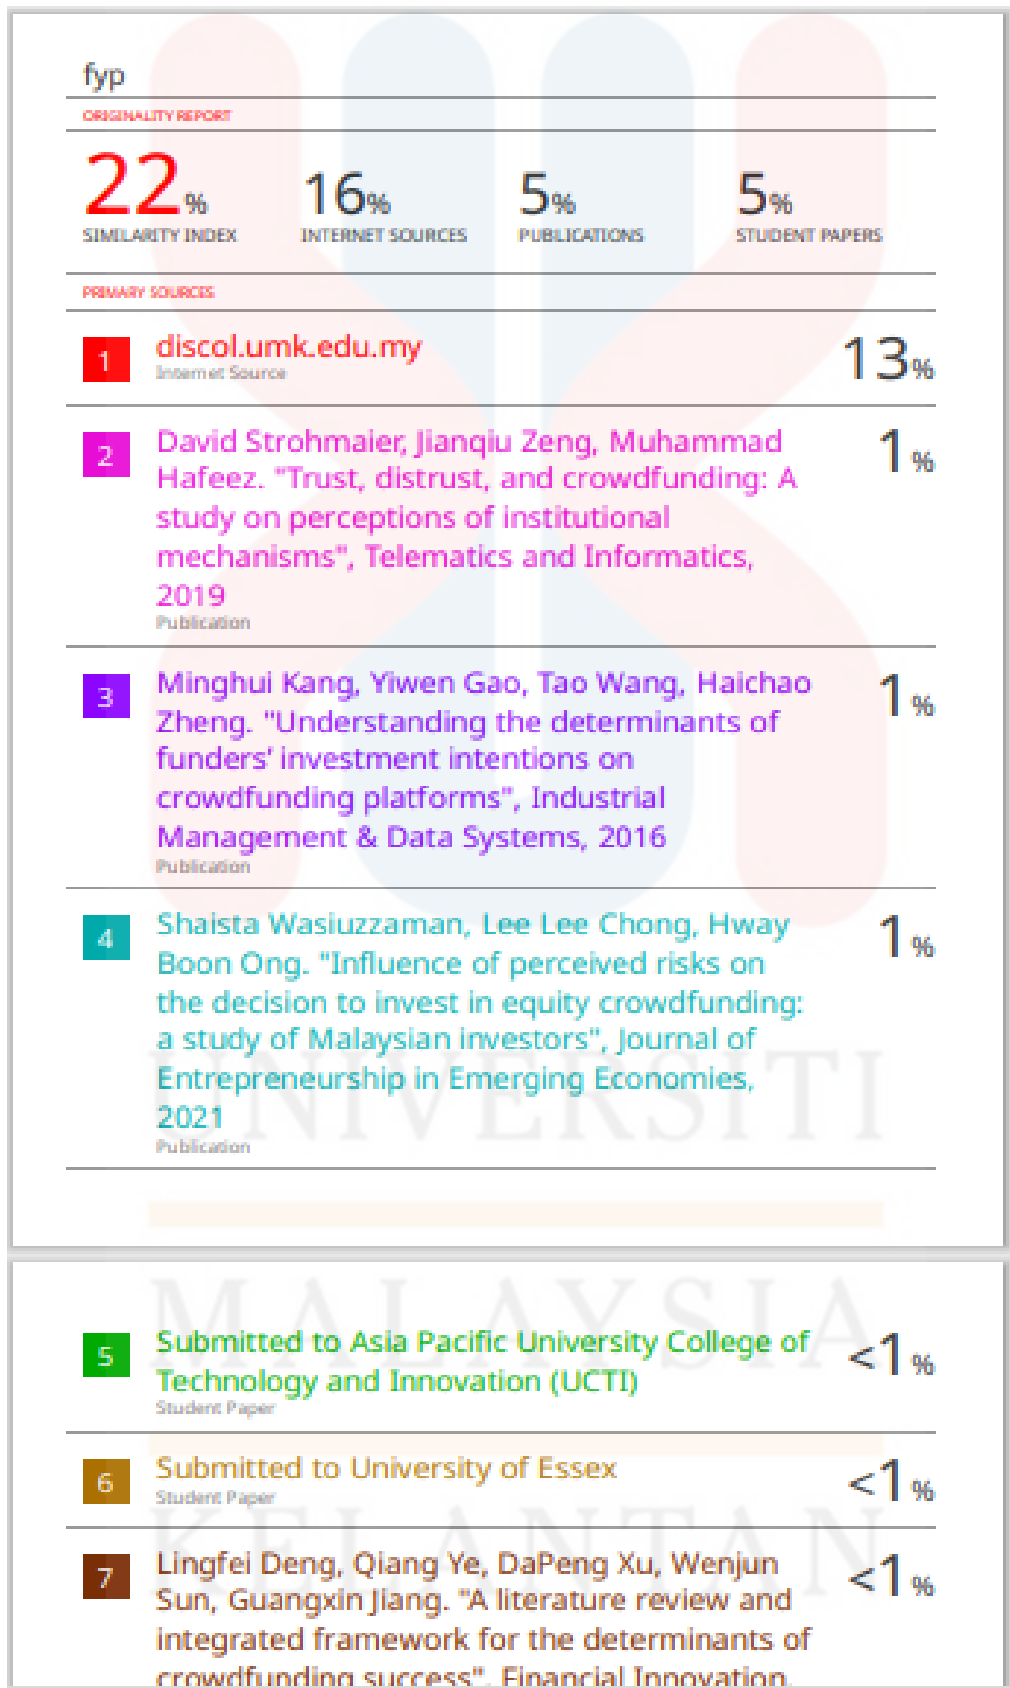 fyp
ORIGINALITY REPORT
22%
16%
5%
5%
SIMILARITY INDEX
INTERNET SOURCES
PUBLICATIONS
STUDENT PAPERS
PRIMARY SOURCES
1
discol.umk.edu.my
Internet Source
13%
2
David Strohmaier, Jianqiu Zeng, Muhammad
Hafeez. "Trust, distrust, and crowdfunding: A
study on perceptions of institutional
mechanisms", Telematics and Informatics,
2019
Publication
1%
3
Minghui Kang, Yiwen Gao, Tao Wang, Haichao
Zheng. "Understanding the determinants of
funders' investment intentions on
crowdfunding platforms", Industrial
Management & Data Systems, 2016
Publication
1%
4
Shaista Wasiuzzaman, Lee Lee Chong, Hway
Boon Ong. "Influence of perceived risks on
the decision to invest in equity crowdfunding:
a study of Malaysian investors", Journal of
Entrepreneurship in Emerging Economies,
2021
Publication
1%
UNIVERSITI
MALAYSIA
5
Submitted to Asia Pacific University College of
Technology and Innovation (UCTI)
Student Paper
<1%
6
Submitted to University of Essex
Student Paper
<1%
KELANTAN
7
Lingfei Deng, Qiang Ye, DaPeng Xu, Wenjun
Sun, Guangxin Jiang. "A literature review and
integrated framework for the determinants of
crowdfunding success", Financial Innovation,
<1%